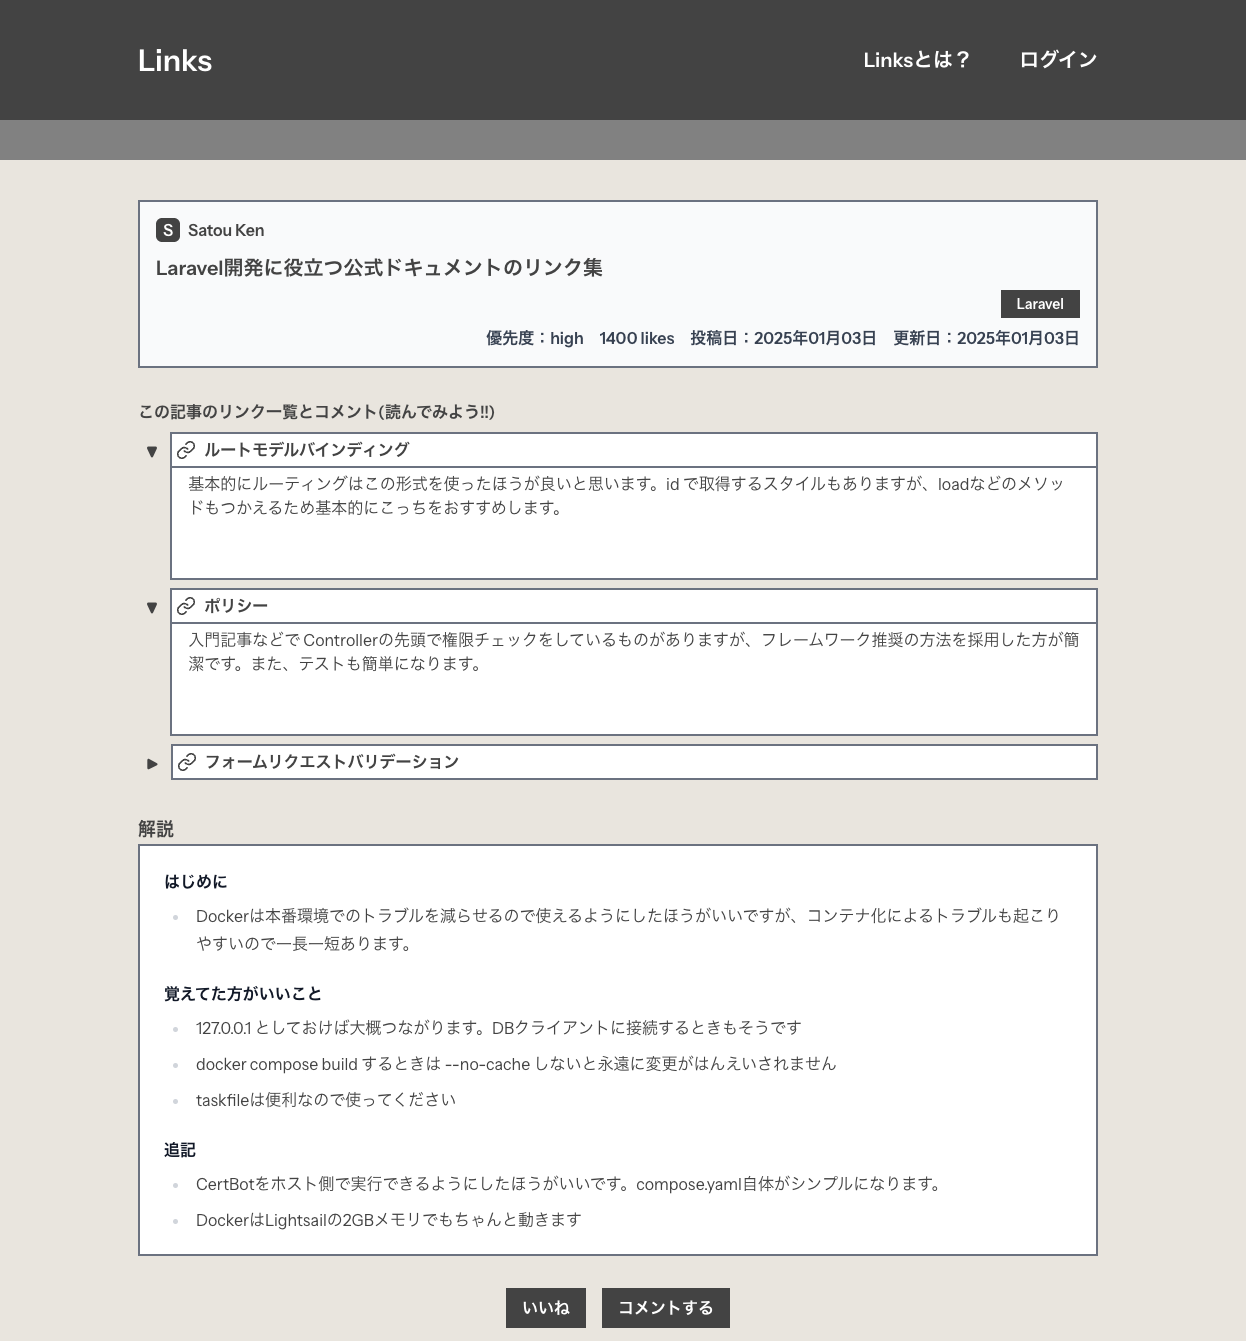 Links
Linksとは？ ログイン
S Satou Ken
Laravel開発に役立つ公式ドキュメントのリンク集
Laravel
優先度：high 1400 likes 投稿日：2025年01月03日 更新日：2025年01月03日
この記事のリンク一覧とコメント(読んでみよう!!)
ルートモデルバインディング
基本的にルーティングはこの形式を使ったほうが良いと思います。id で取得するスタイルもありますが、loadなどのメソッ
ドもつかえるため基本的にこっちをおすすめします。
ポリシー
入門記事などで Controllerの先頭で権限チェックをしているものがありますが、フレームワーク推奨の方法を採用した方が簡
潔です。また、テストも簡単になります。
フォームリクエストバリデーション
解説
はじめに
Dockerは本番環境でのトラブルを減らせるので使えるようにしたほうがいいですが、コンテナ化によるトラブルも起こり
やすいので一長一短あります。
覚えてた方がいいこと
127.0.0.1 としておけば大概つながります。DBクライアントに接続するときもそうです
docker compose build するときは --no-cache しないと永遠に変更がはんえいされません
taskfileは便利なので使ってください
追記
CertBotをホスト側で実行できるようにしたほうがいいです。compose.yaml自体がシンプルになります。
DockerはLightsailの2GBメモリでもちゃんと動きます
いいね コメントする